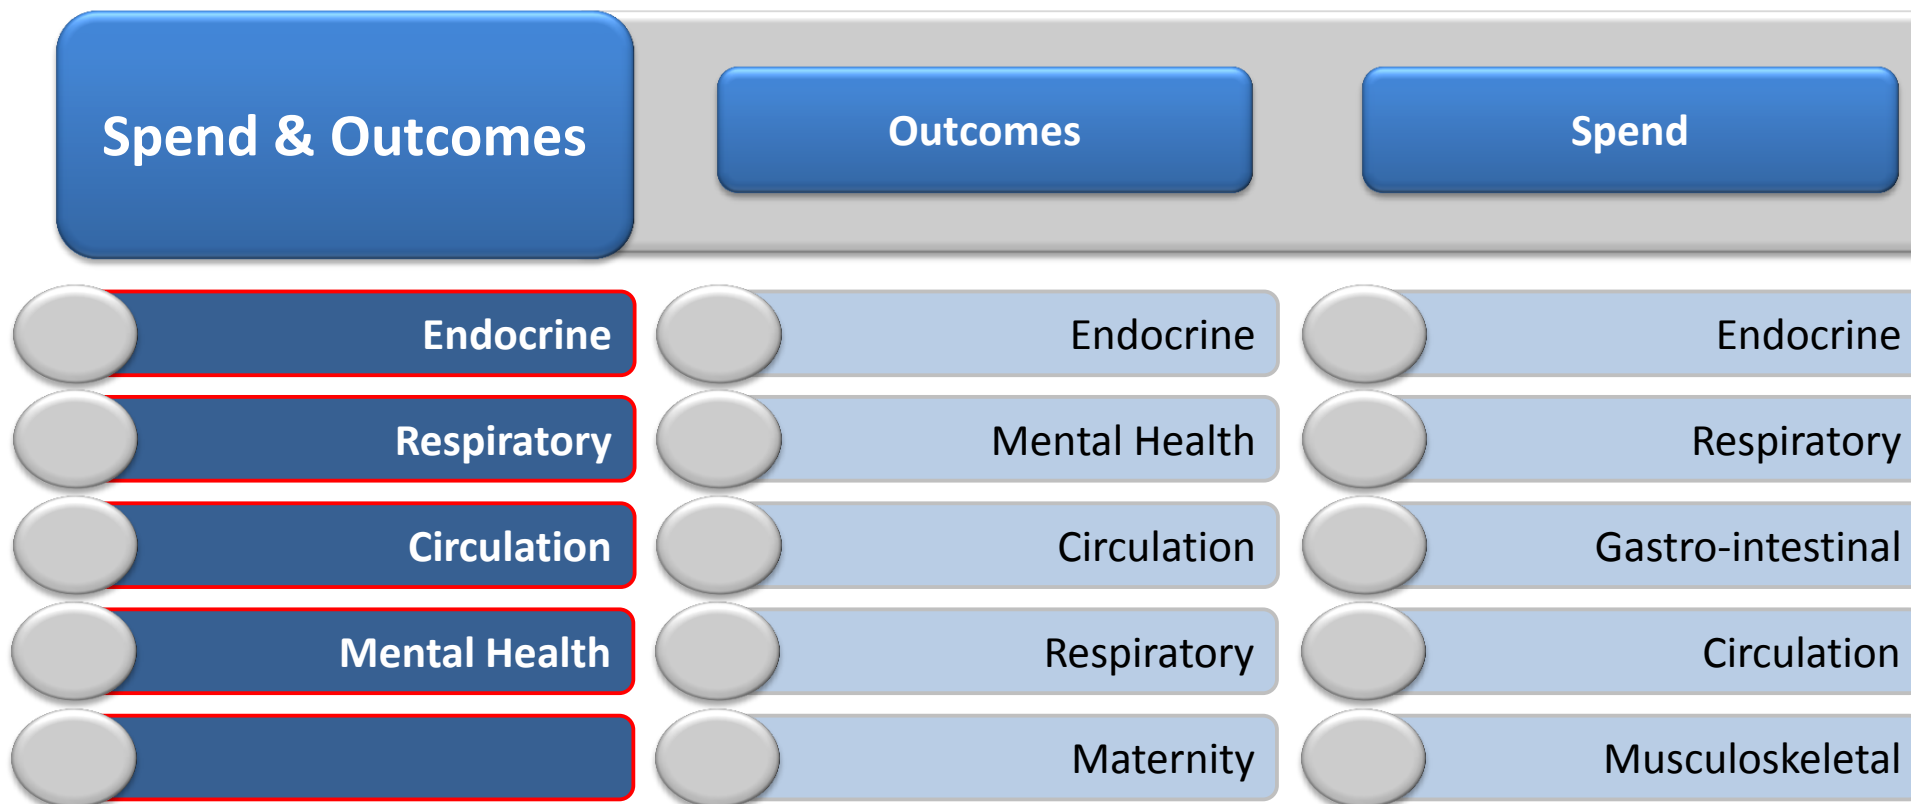 Spend & Outcomes
Outcomes
Spend
Endocrine
Endocrine
Endocrine
Respiratory
Mental Health
Respiratory
Circulation
Circulation
Gastro-intestinal
Mental Health
Respiratory
Circulation
Maternity
Musculoskeletal